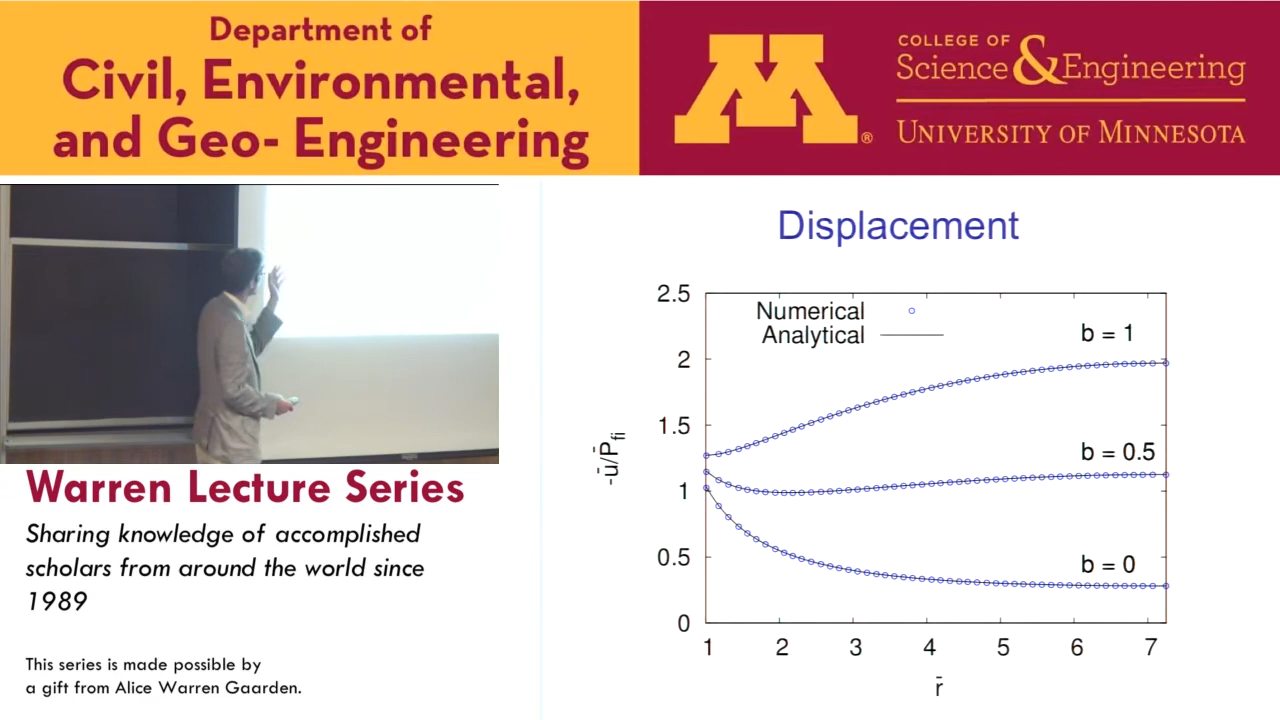 Department of
Civil, Environmental,
and Geo- Engineering
M®
COLLEGE OF
Science & Engineering
UNIVERSITY OF MINNESOTA
Warren Lecture Series
Sharing knowledge of accomplished
scholars from around the world since
1989
This series is made possible by
a gift from Alice Warren Gaarden.
Displacement
2.5
2
1.5
1
0.5
0
-ū/P̄fi
Numerical
Analytical
b = 1
b = 0.5
b = 0
1 2 3 4 5 6 7
r̄